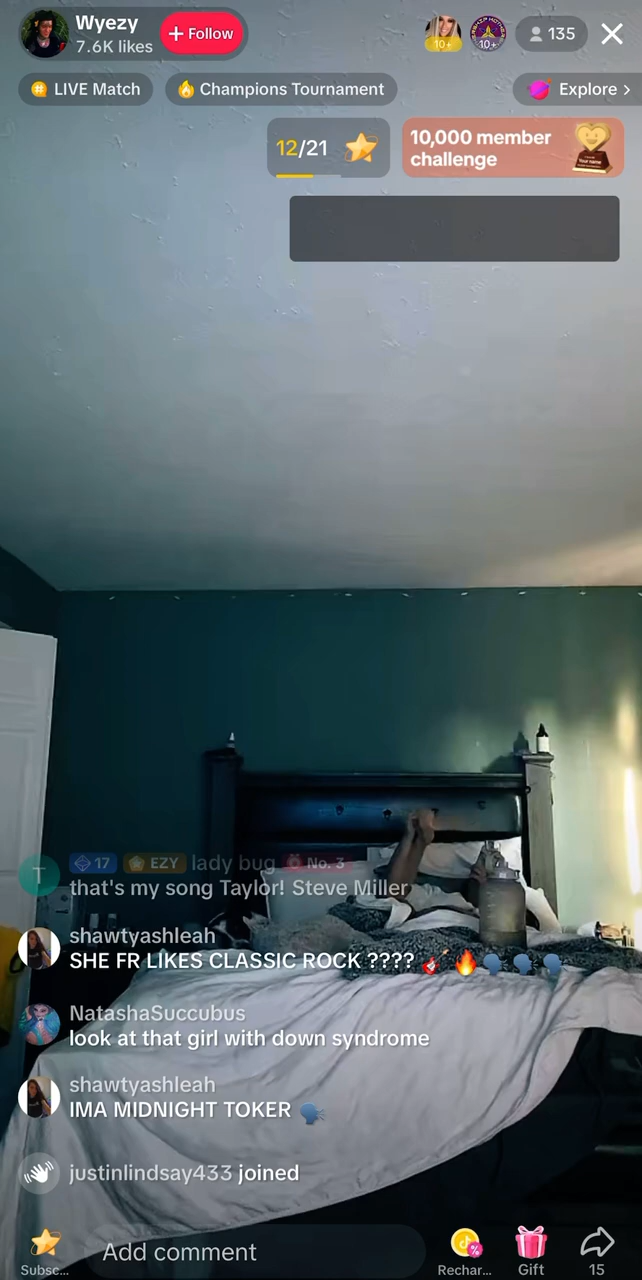 Wyezy
7.6K likes
+ Follow
10+
10+
135
LIVE Match
Champions Tournament
Explore >
12/21
10,000 member
challenge
Your name
T
17 EZY lady bug No. 3
that's my song Taylor! Steve Miller
shawtyashleah
SHE FR LIKES CLASSIC ROCK ????
NatashaSuccubus
look at that girl with down syndrome
shawtyashleah
IMA MIDNIGHT TOKER
justinlindsay433 joined
Add comment
Subsc...
Rechar...
Gift
15